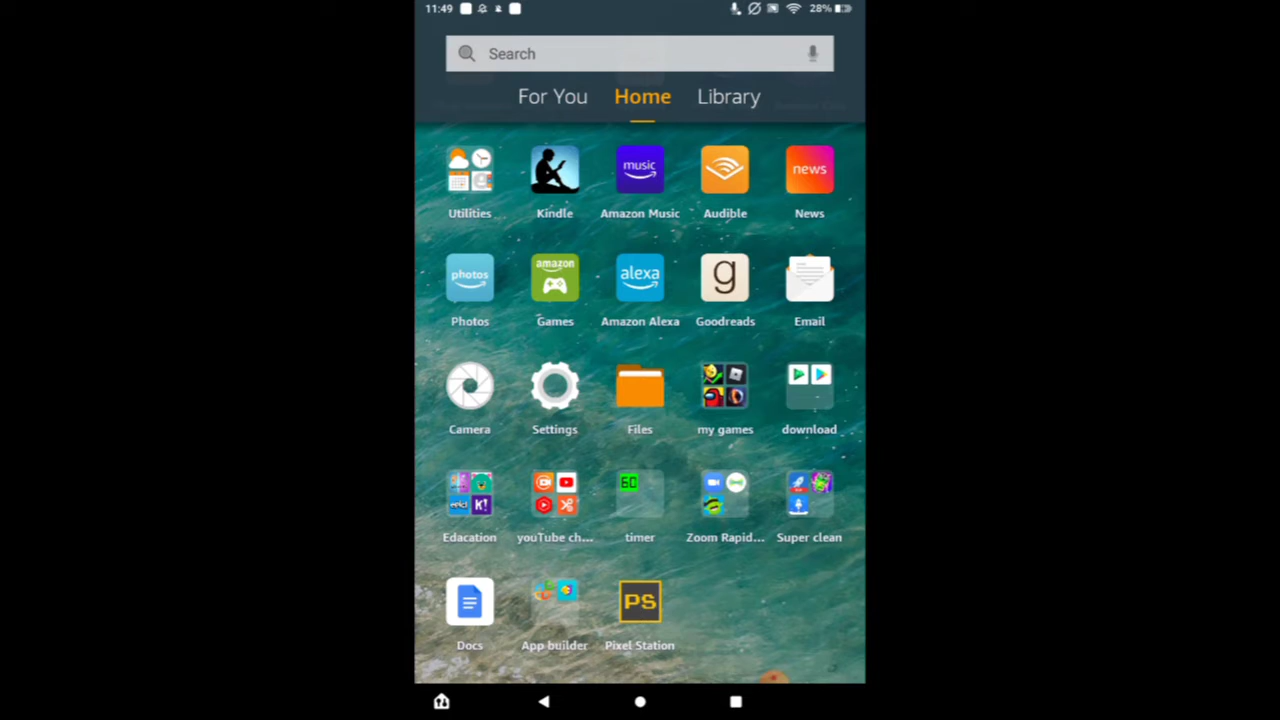 11:49 28%
Search
For You Home Library
music news
Utilities Kindle Amazon Music Audible News
photos amazon alexa g
Photos Games Amazon Alexa Goodreads Email
Camera Settings Files my games download
K! 60
Edacation youTube ch... timer Zoom Rapid... Super clean
PS
Docs App builder Pixel Station